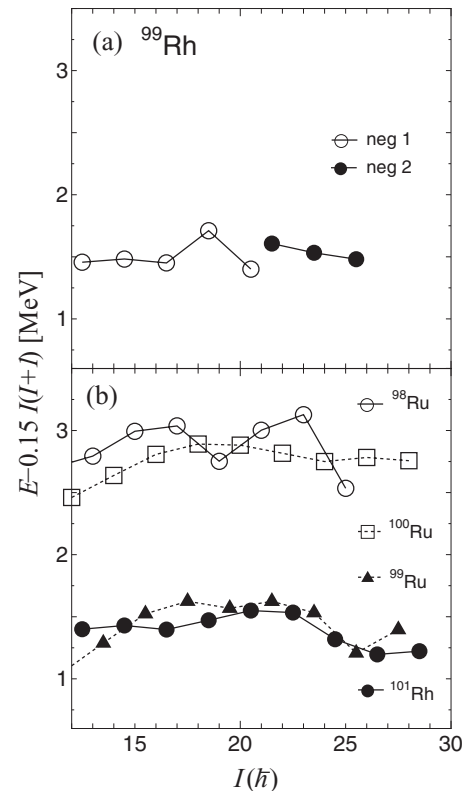 (a) ⁹⁹Rh
3
neg 1
neg 2
2
1
E–0.15 I(I+I) [MeV]
(b)
⁹⁸Ru
3
¹⁰⁰Ru
2
⁹⁹Ru
1
¹⁰¹Rh
15 20 25 30
I(ħ)